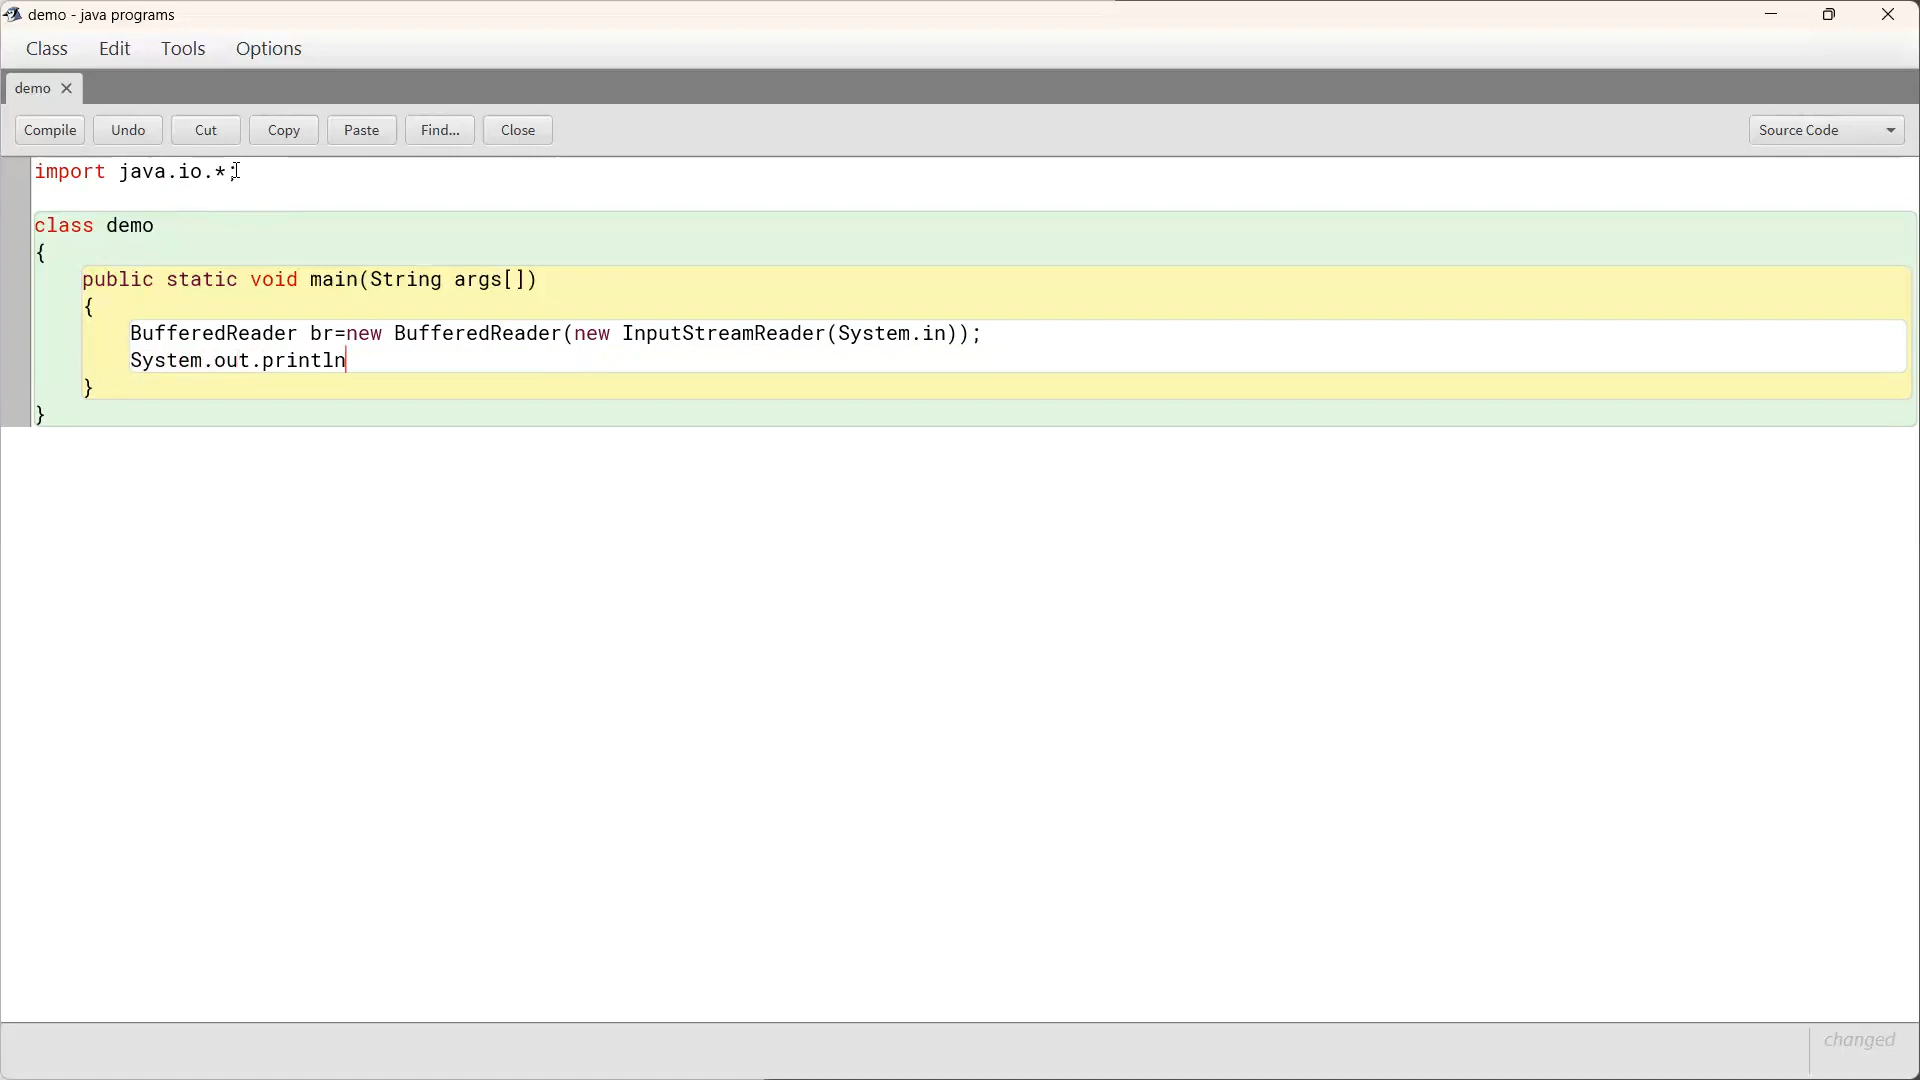 demo - java programs
Class Edit Tools Options
demo
Compile Undo Cut Copy Paste Find... Close Source Code
import java.io.*;
class demo
{
public static void main(String args[])
{
BufferedReader br=new BufferedReader(new InputStreamReader(System.in));
System.out.println
}
}
changed